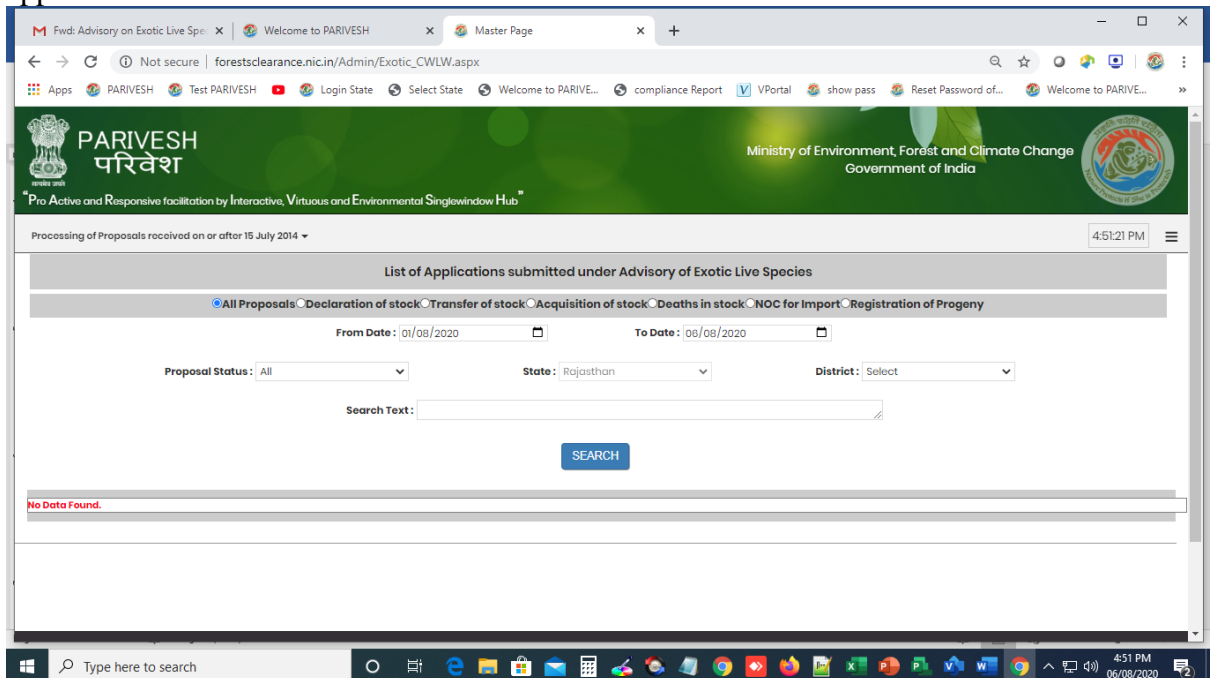 Fwd: Advisory on Exotic Live Spe
Welcome to PARIVESH
Master Page
Not secure | forestsclearance.nic.in/Admin/Exotic_CWLW.aspx
Apps PARIVESH Test PARIVESH Login State Select State Welcome to PARIVE... compliance Report VPortal show pass Reset Password of... Welcome to PARIVE... »
PARIVESH
परिवेश
Ministry of Environment, Forest and Climate Change
Government of India
सत्यमेव जयते
"Pro Active and Responsive facilitation by Interactive, Virtuous and Environmental Singlewindow Hub"
Processing of Proposals received on or after 15 July 2014
4:51:21 PM
List of Applications submitted under Advisory of Exotic Live Species
All Proposals Declaration of stock Transfer of stock Acquisition of stock Deaths in stock NOC for Import Registration of Progeny
From Date : 01/08/2020 To Date : 06/08/2020
Proposal Status : All State : Rajasthan District : Select
Search Text :
SEARCH
No Data Found.
Type here to search
4:51 PM
06/08/2020
2